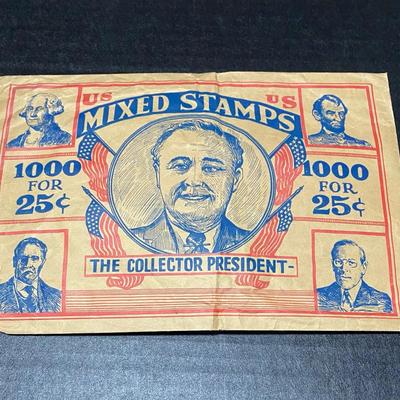 US US
MIXED STAMPS
1000 1000
FOR FOR
25¢ 25¢
THE COLLECTOR PRESIDENT-